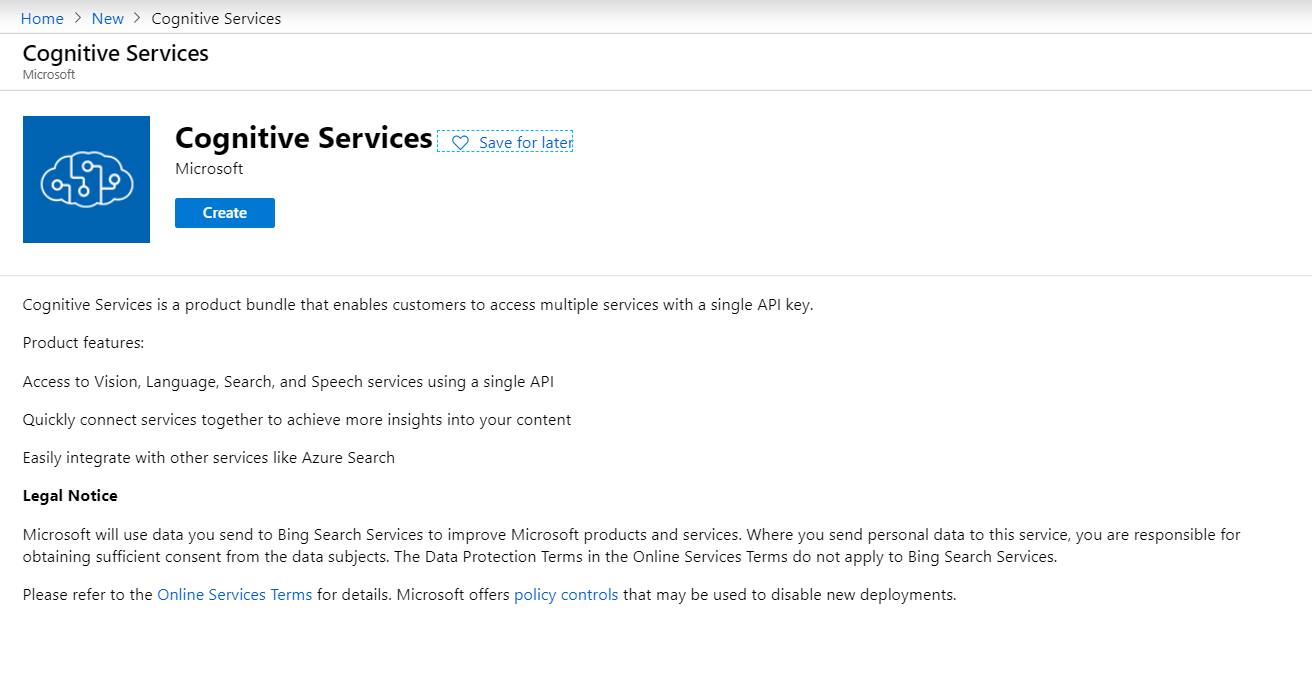 Home > New > Cognitive Services
Cognitive Services
Microsoft
Cognitive Services
Save for later
Microsoft
Create
Cognitive Services is a product bundle that enables customers to access multiple services with a single API key.
Product features:
Access to Vision, Language, Search, and Speech services using a single API
Quickly connect services together to achieve more insights into your content
Easily integrate with other services like Azure Search
Legal Notice
Microsoft will use data you send to Bing Search Services to improve Microsoft products and services. Where you send personal data to this service, you are responsible for
obtaining sufficient consent from the data subjects. The Data Protection Terms in the Online Services Terms do not apply to Bing Search Services.
Please refer to the Online Services Terms for details. Microsoft offers policy controls that may be used to disable new deployments.